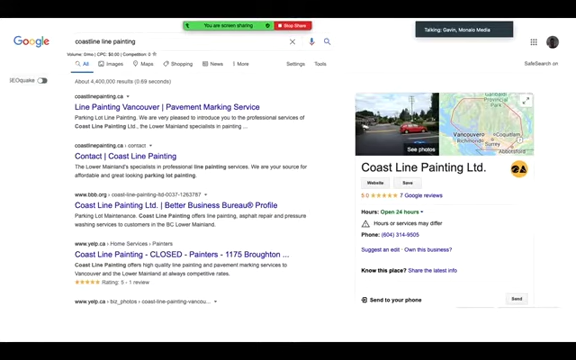 You are screen sharing
Stop Share
Talking: Gavin, Monalo Media
Google
coastline line painting
Volume: 0/mo | CPC: $0.00 | Competition: 0
All
Images
Maps
Shopping
News
More
Settings
Tools
SafeSearch on
SEOquake
About 4,400,000 results (0.69 seconds)
coastlinepainting.ca
Line Painting Vancouver | Pavement Marking Service
Parking Lot Line Painting. We are very pleased to introduce you to the professional services of
Coast Line Painting Ltd., the Lower Mainland specialists in painting ...
coastlinepainting.ca › contact
Contact | Coast Line Painting
The Lower Mainland's specialists in professional line painting services. We are your source for
affordable and great looking parking lot painting.
www.bbb.org › coast-line-painting-ltd-0037-1263787
Coast Line Painting Ltd. | Better Business Bureau® Profile
Parking Lot Maintenance. Coast Line Painting offers line painting, asphalt repair and pressure
washing services to customers in the BC Lower Mainland.
www.yelp.ca › Home Services › Painters
Coast Line Painting - CLOSED - Painters - 1175 Broughton ...
Coast Line Painting offers high quality line painting and pavement marking services to
Vancouver and the Lower Mainland at always competitive rates.
Rating: 5 - 1 review
www.yelp.ca › biz_photos › coast-line-painting-vancou...
See photos
Garibaldi
Provincial
Park
Vancouver
Coquitlam
Surrey
Abbotsford
Coast Line Painting Ltd.
Website
Save
5.0
7 Google reviews
Hours: Open 24 hours
Hours or services may differ
Phone: (604) 314-9505
Suggest an edit · Own this business?
Know this place? Share the latest info
Send to your phone
Send